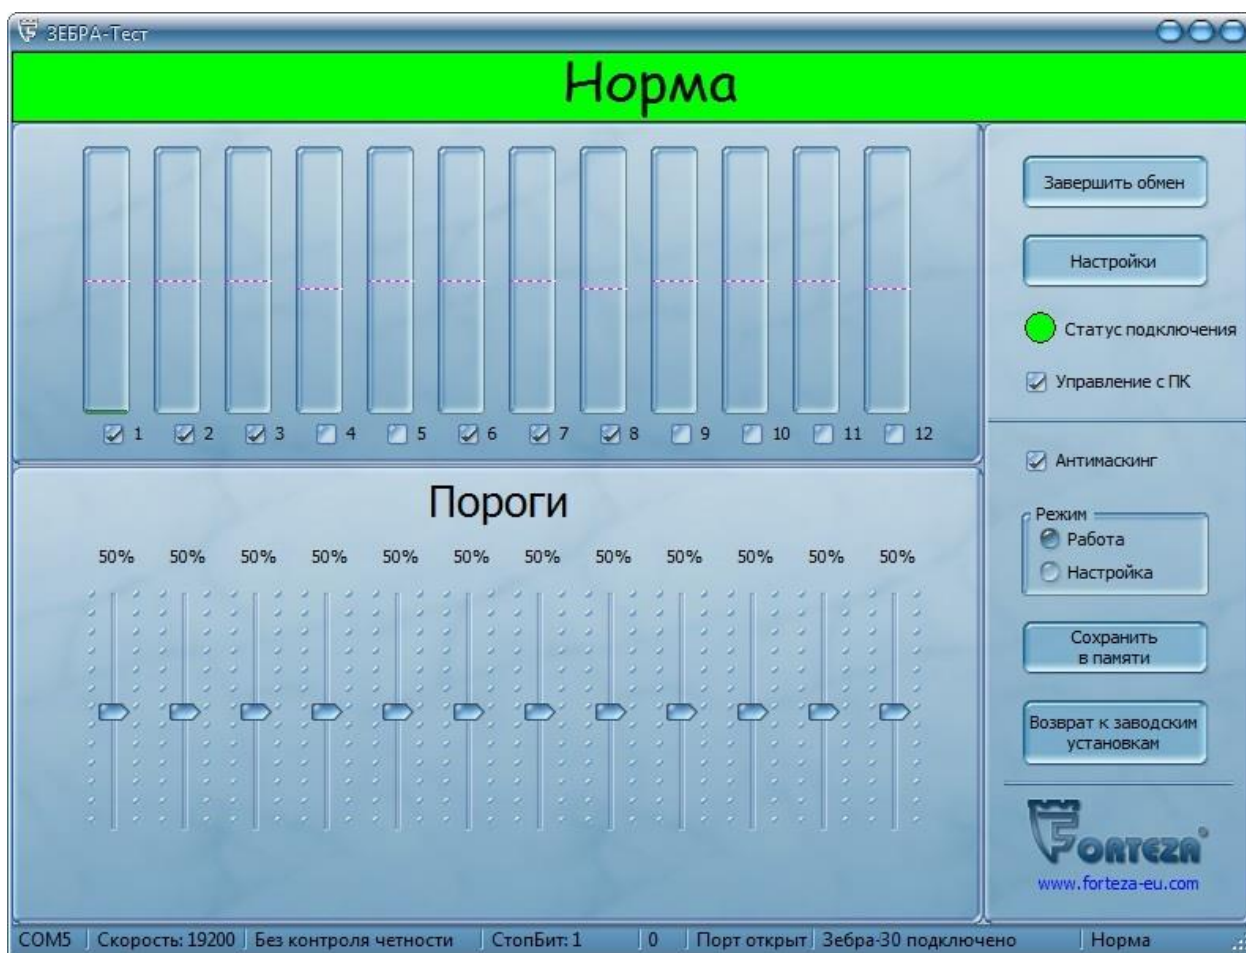 ЗЕБРА-Тест
Норма
1 2 3 4 5 6 7 8 9 10 11 12
Завершить обмен
Настройки
Статус подключения
Управление с ПК
Антимаскинг
Режим
Работа
Настройка
Сохранить
в памяти
Возврат к заводским
установкам
FORTEZA
www.forteza-eu.com
Пороги
50% 50% 50% 50% 50% 50% 50% 50% 50% 50% 50% 50%
COM5 Скорость: 19200 Без контроля четности СтопБит: 1 0 Порт открыт Зебра-30 подключено Норма